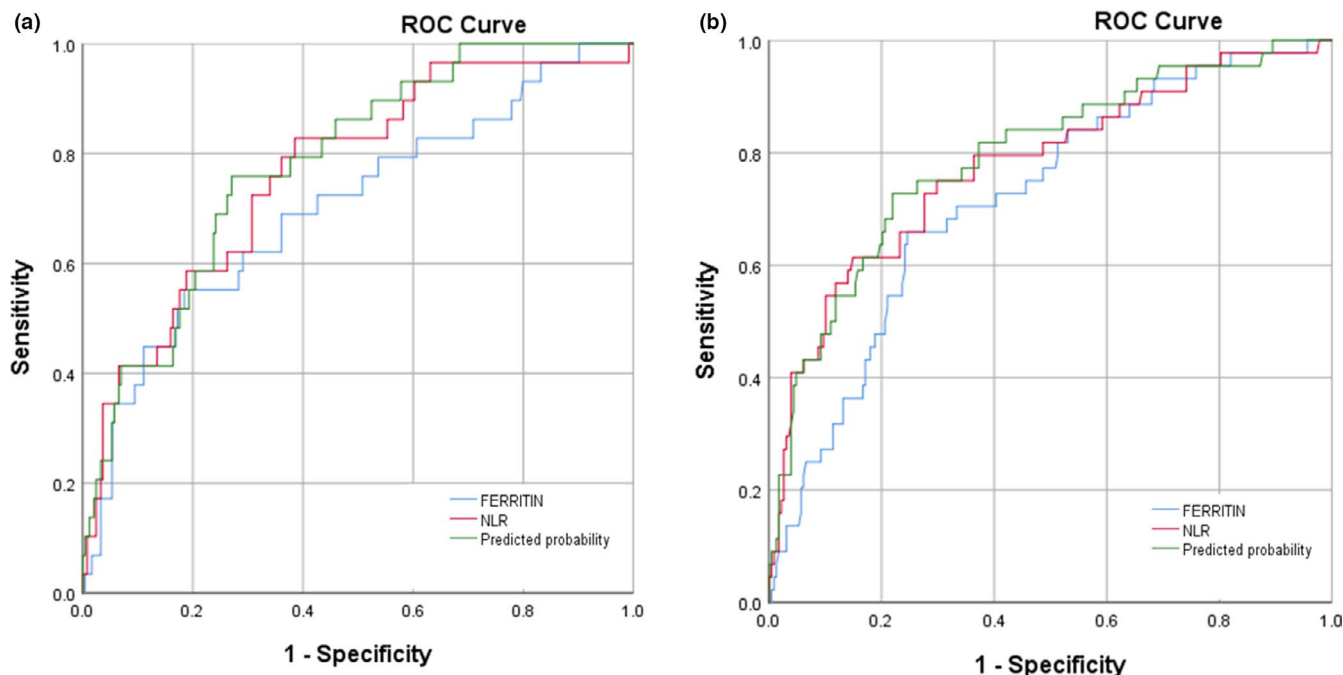 (a)
ROC Curve
1.0
0.8
0.6
0.4
0.2
0.0
Sensitivity
FERRITIN
NLR
Predicted probability
0.0 0.2 0.4 0.6 0.8 1.0
1 - Specificity
(b)
ROC Curve
1.0
0.8
0.6
0.4
0.2
0.0
Sensitivity
FERRITIN
NLR
Predicted probability
0.0 0.2 0.4 0.6 0.8 1.0
1 - Specificity